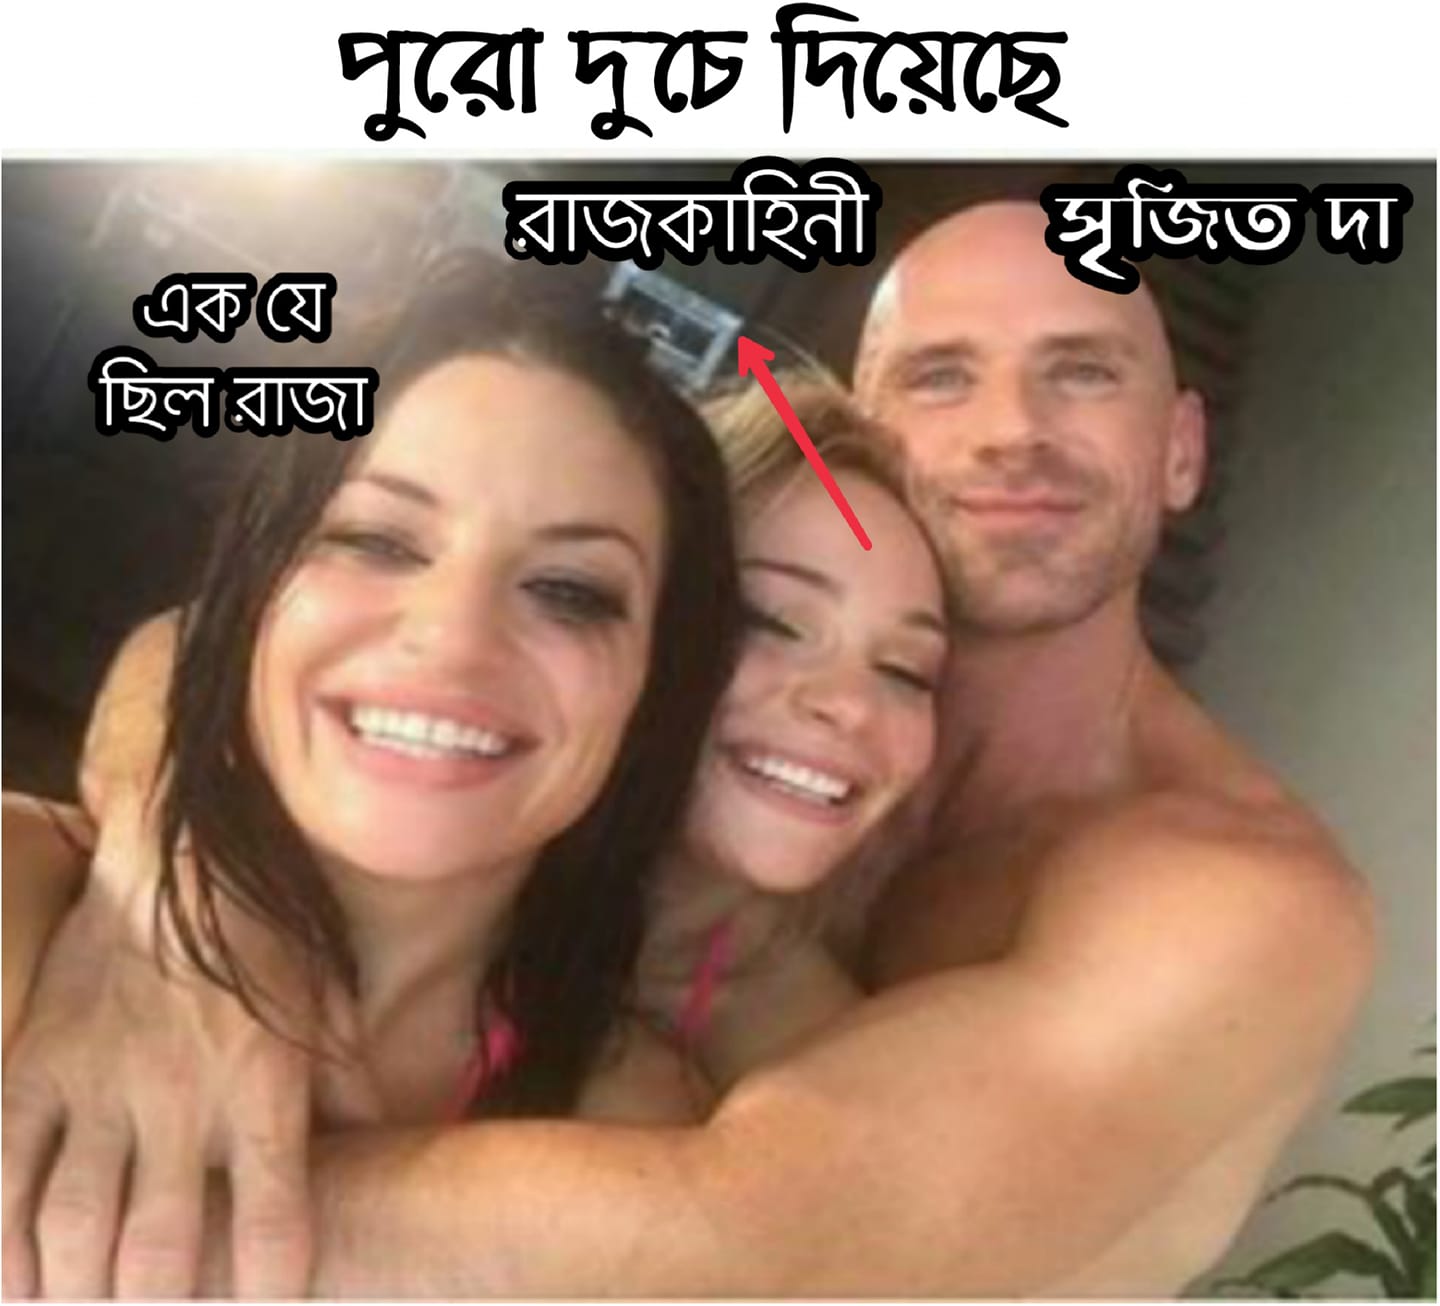 পুরো দুচে দিয়েছে
রাজকাহিনী
সৃজিত দা
এক যে
ছিল রাজা